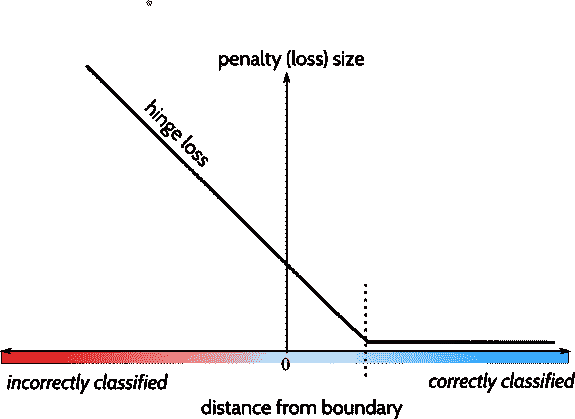 penalty (loss) size
hinge loss
0
incorrectly classified
correctly classified
distance from boundary